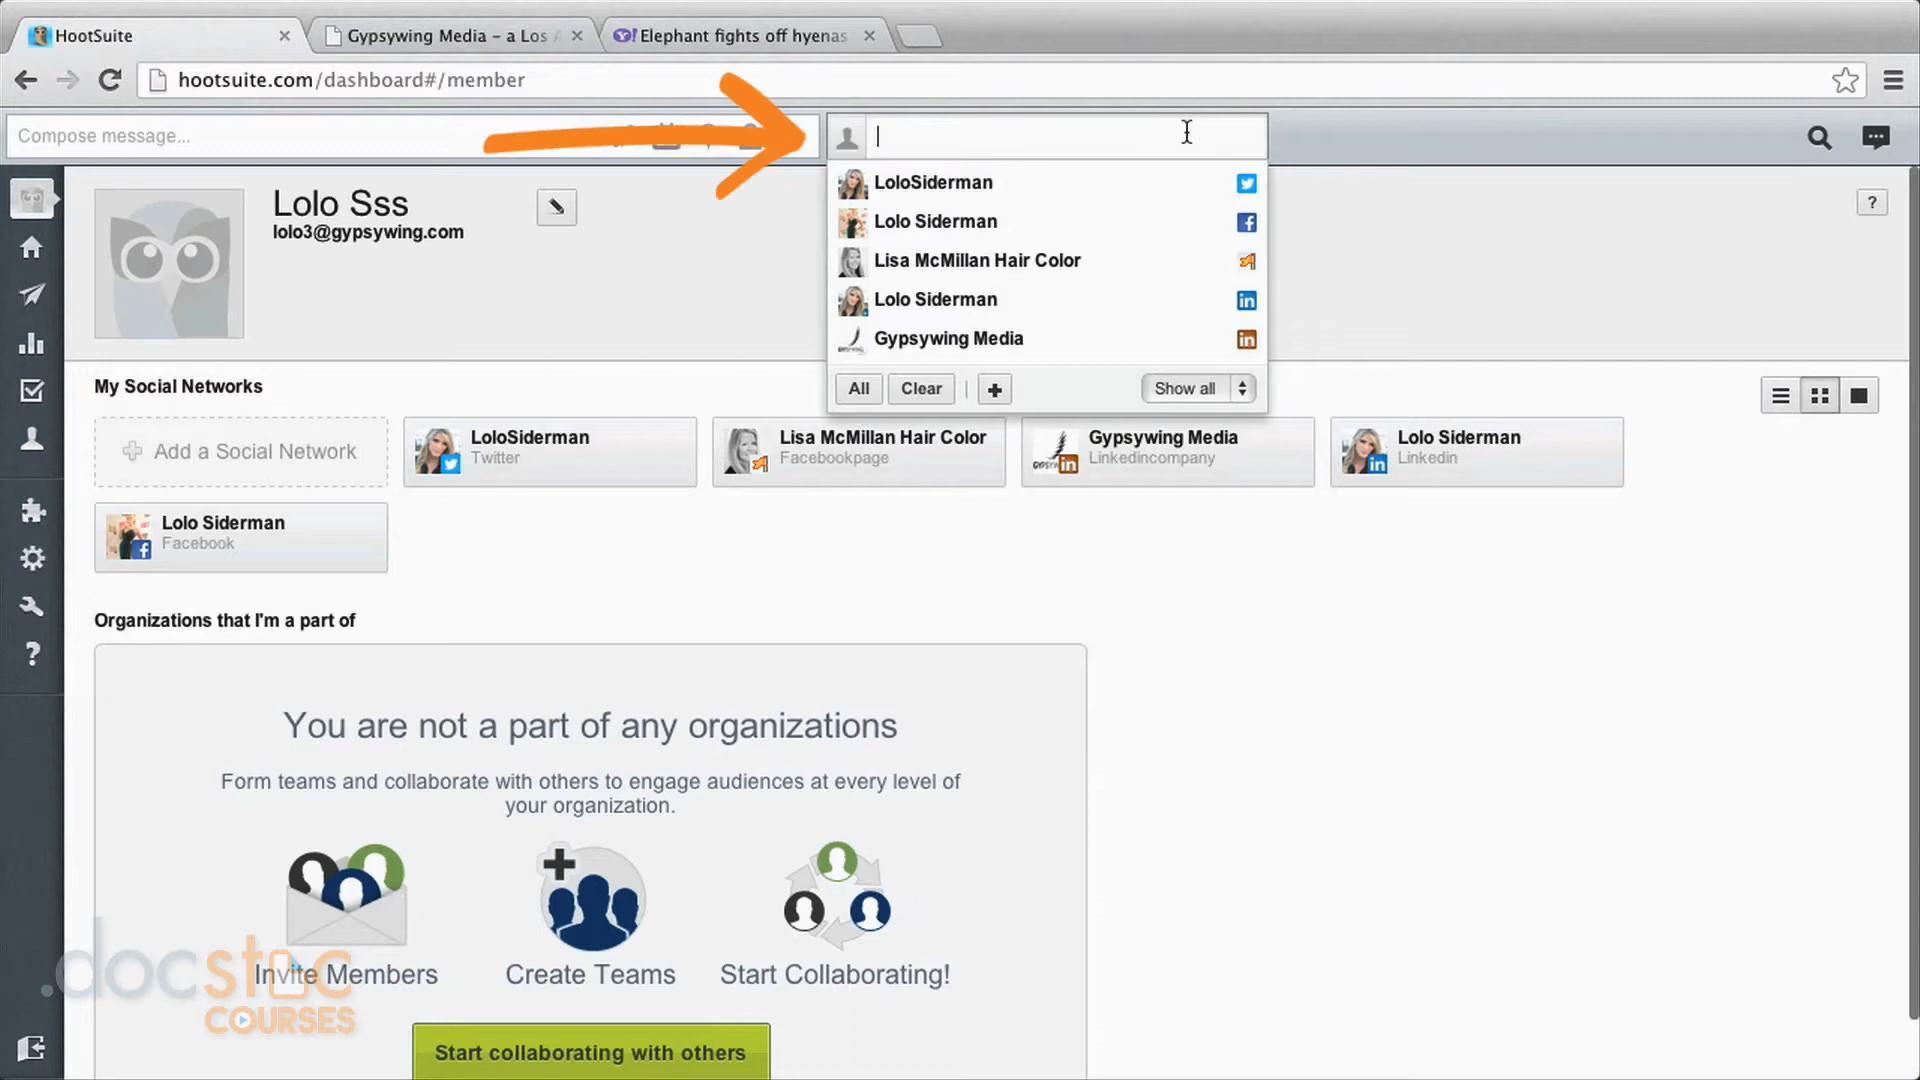 HootSuite
Gypsywing Media – a Los A
Elephant fights off hyenas
hootsuite.com/dashboard#/member
Compose message...
Lolo Sss
lolo3@gypsywing.com
LoloSiderman
Lolo Siderman
Lisa McMillan Hair Color
Lolo Siderman
Gypsywing Media
All
Clear
Show all
?
My Social Networks
Add a Social Network
LoloSiderman
Twitter
Lisa McMillan Hair Color
Facebookpage
Gypsywing Media
Linkedincompany
Lolo Siderman
Linkedin
Lolo Siderman
Facebook
Organizations that I'm a part of
You are not a part of any organizations
Form teams and collaborate with others to engage audiences at every level of
your organization.
Invite Members
Create Teams
Start Collaborating!
Start collaborating with others
.docstoc
COURSES